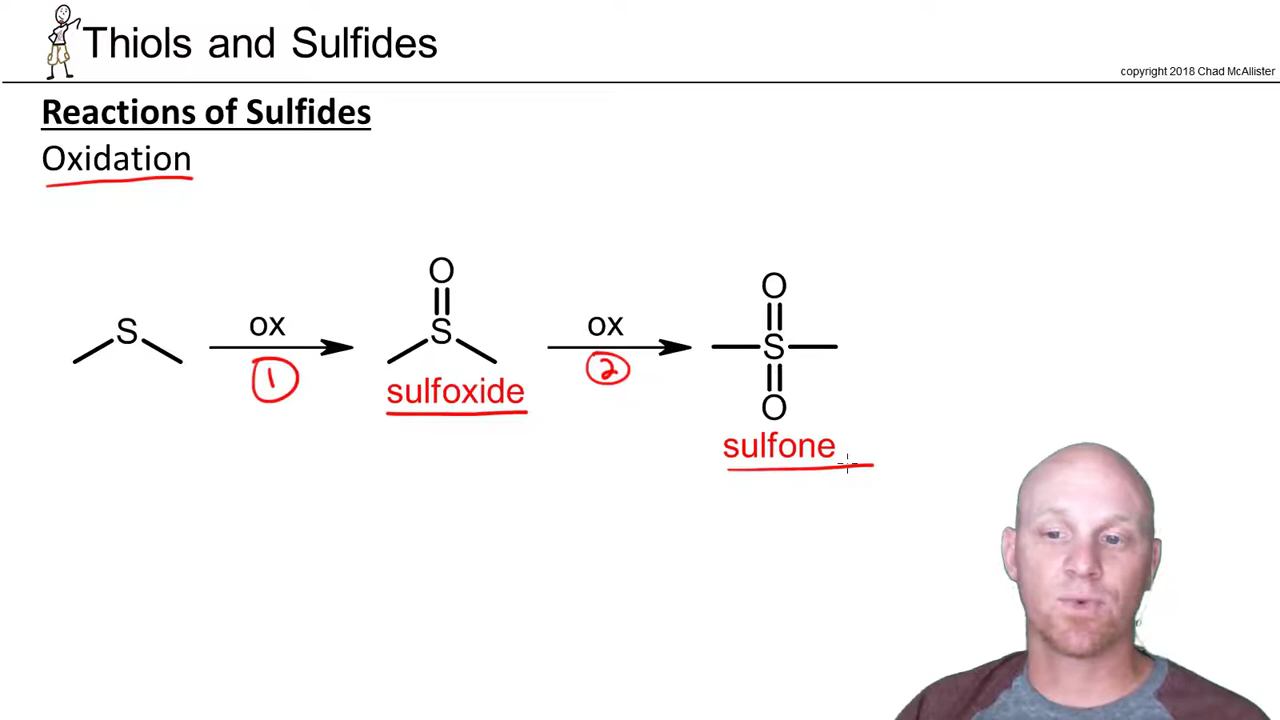 Thiols and Sulfides
copyright 2018 Chad McAllister
Reactions of Sulfides
Oxidation
O
S
ox
1
O
S
sulfoxide
ox
2
O
S
O
sulfone